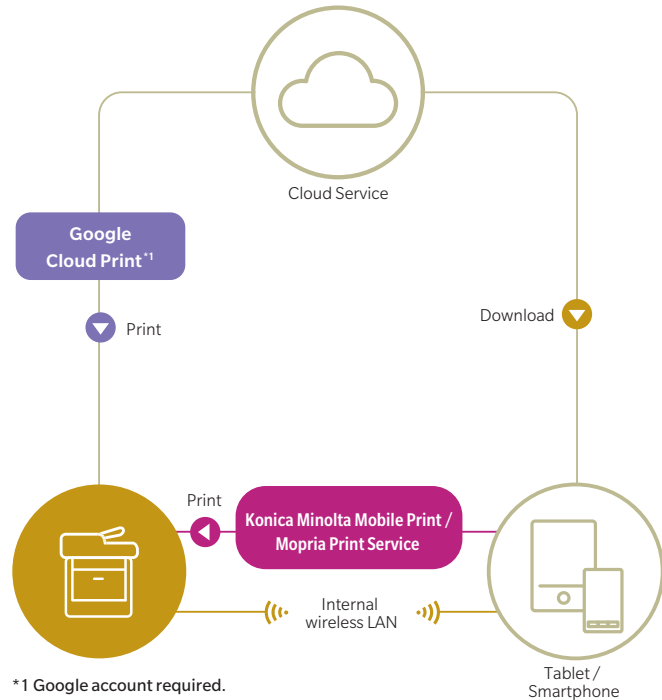 Cloud Service
Google
Cloud Print*1
Print
Download
Print
Konica Minolta Mobile Print /
Mopria Print Service
Internal
wireless LAN
Tablet /
Smartphone
*1 Google account required.